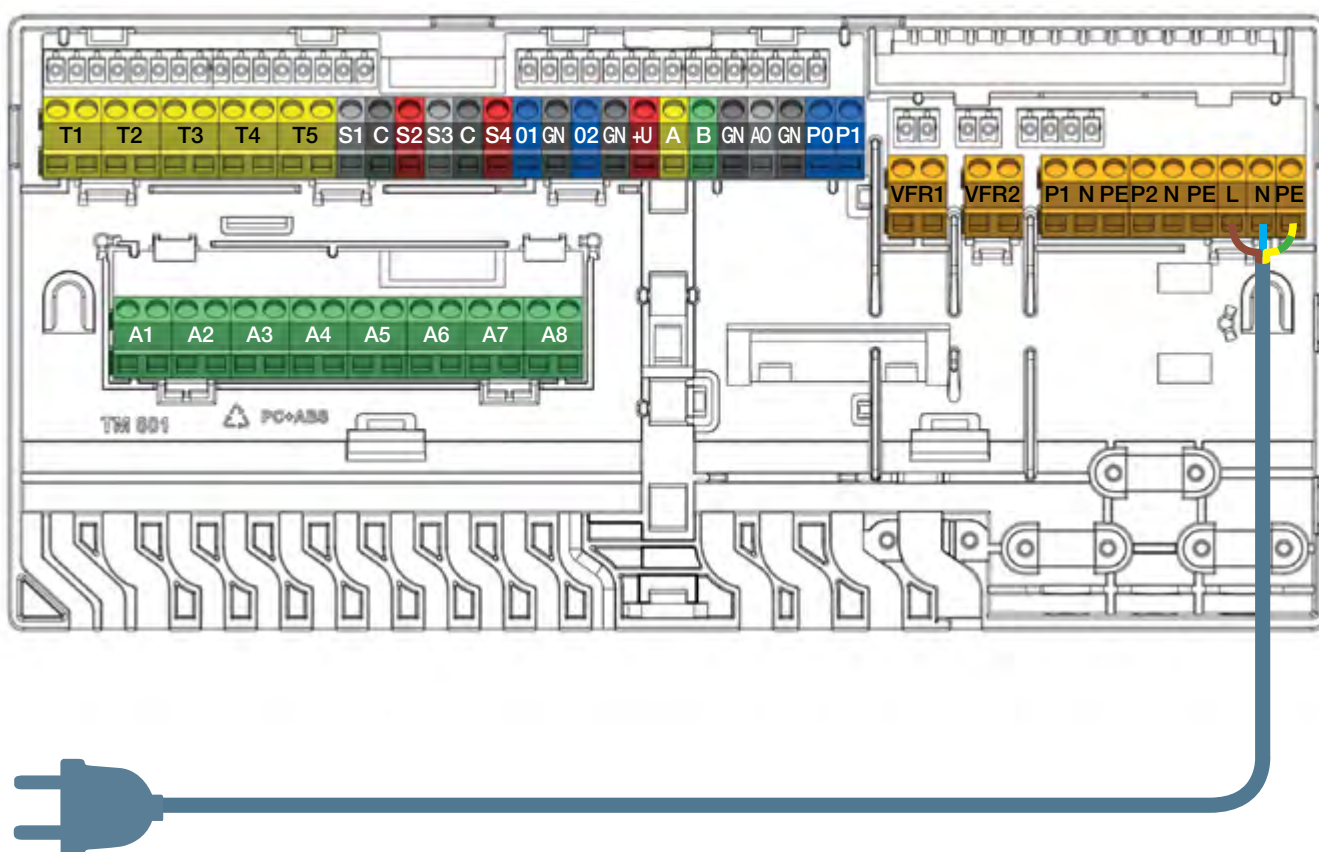 T1 T2 T3 T4 T5 S1 C S2 S3 C S4 01 GN 02 GN +U A B GN AO GN P0 P1
VFR1 VFR2 P1 N PE P2 N PE L N PE
A1 A2 A3 A4 A5 A6 A7 A8
TM 801 PC+ABS